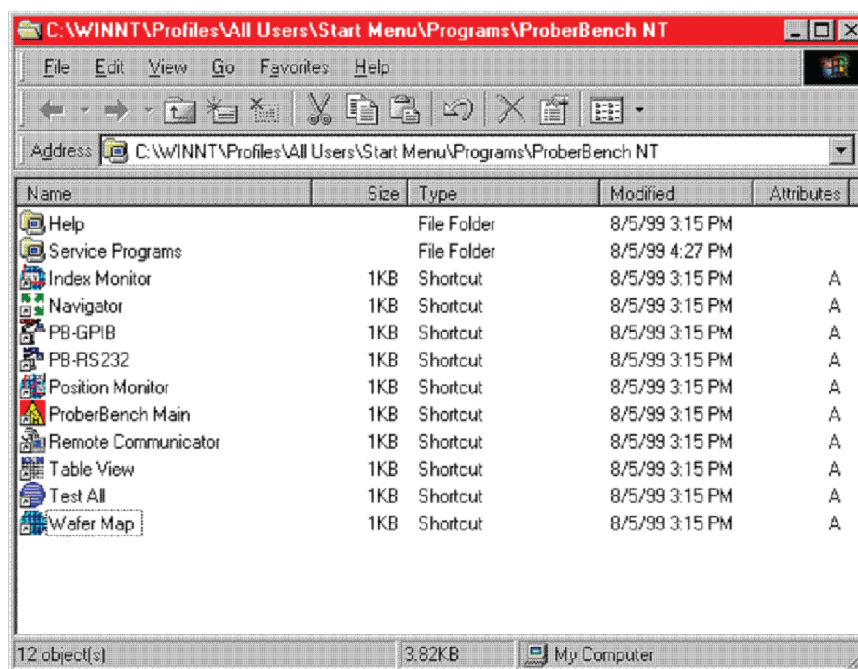 C:\WINNT\Profiles\All Users\Start Menu\Programs\ProberBench NT
File Edit View Go Favorites Help
Address C:\WINNT\Profiles\All Users\Start Menu\Programs\ProberBench NT
Name Size Type Modified Attributes
Help File Folder 8/5/99 3:15 PM
Service Programs File Folder 8/5/99 4:27 PM
Index Monitor 1KB Shortcut 8/5/99 3:15 PM A
Navigator 1KB Shortcut 8/5/99 3:15 PM A
PB-GPIB 1KB Shortcut 8/5/99 3:15 PM A
PB-RS232 1KB Shortcut 8/5/99 3:15 PM A
Position Monitor 1KB Shortcut 8/5/99 3:15 PM A
ProberBench Main 1KB Shortcut 8/5/99 3:15 PM A
Remote Communicator 1KB Shortcut 8/5/99 3:15 PM A
Table View 1KB Shortcut 8/5/99 3:15 PM A
Test All 1KB Shortcut 8/5/99 3:15 PM A
Wafer Map 1KB Shortcut 8/5/99 3:15 PM A
12 object(s) 3.82KB My Computer